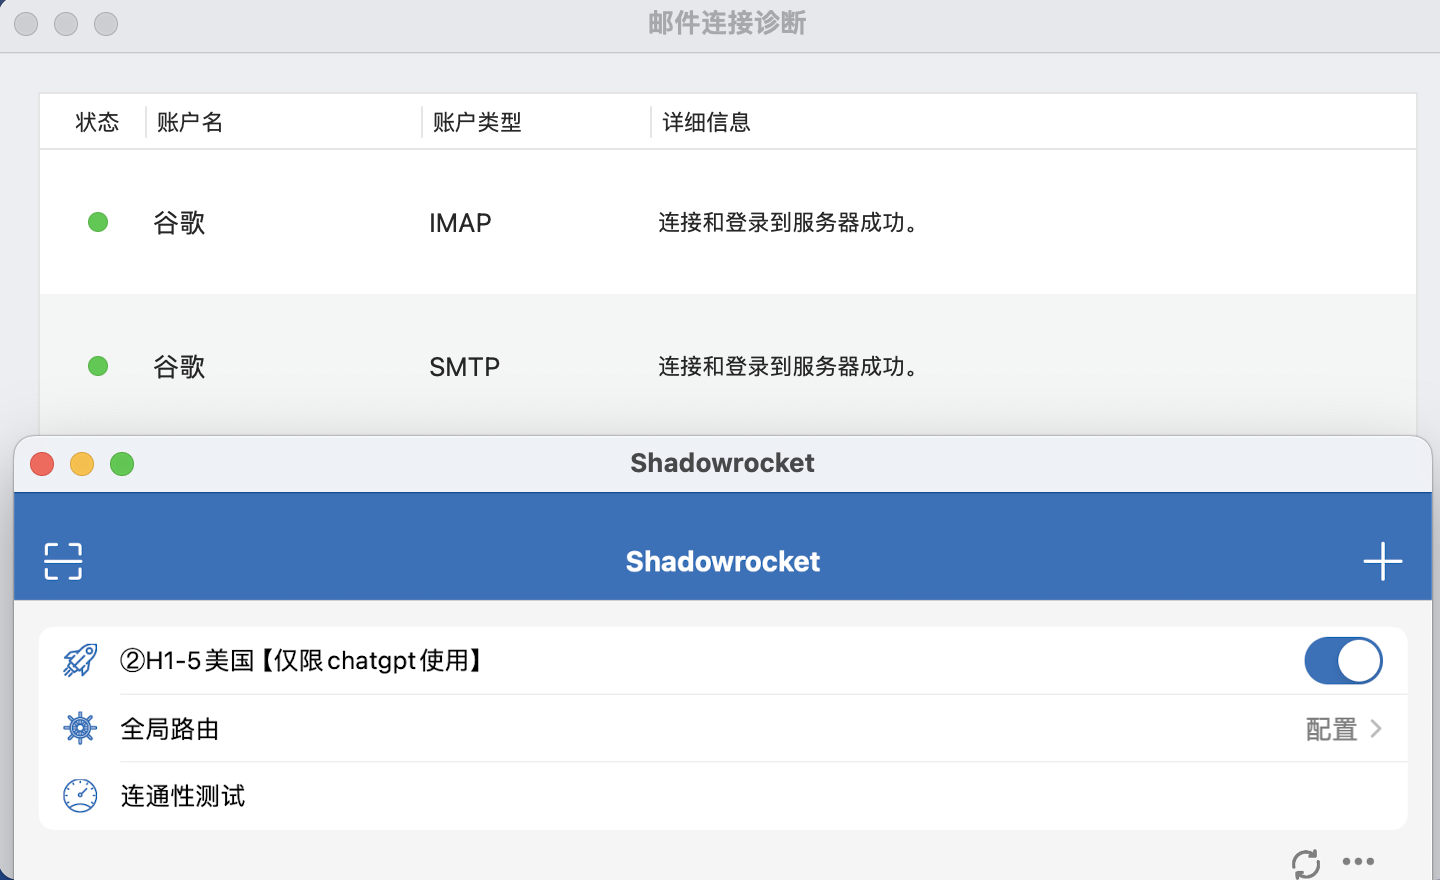 邮件连接诊断
状态 账户名 账户类型 详细信息
谷歌 IMAP 连接和登录到服务器成功。
谷歌 SMTP 连接和登录到服务器成功。
Shadowrocket
Shadowrocket
②H1-5美国【仅限chatgpt使用】
全局路由 配置
连通性测试